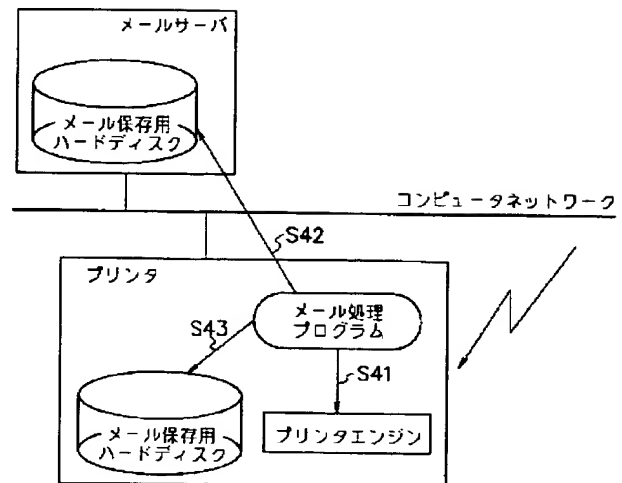 メールサーバ
メール保存用
ハードディスク
コンピュータネットワーク
S42
プリンタ
メール処理
プログラム
S43
S41
メール保存用
ハードディスク
プリンタエンジン